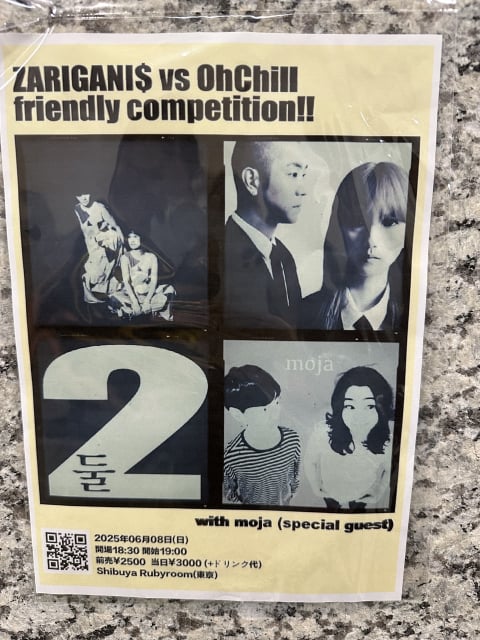 ZARIGANI$ vs OhChill
friendly competition!!
moja
2
둘
with moja (special guest)
2025年06月08日(日)
開場18:30 開始19:00
前売¥2500 当日¥3000 (+ドリンク代)
Shibuya Rubyroom(東京)